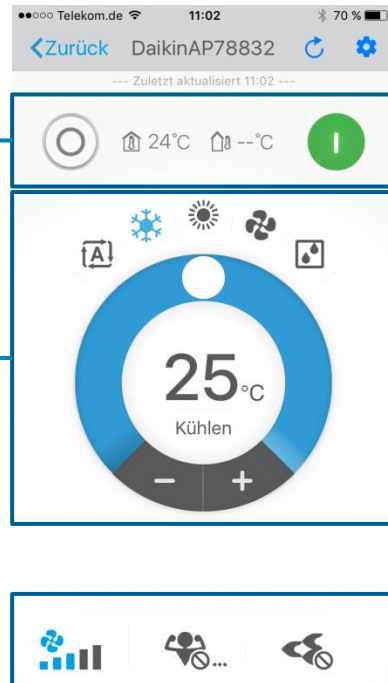 Telekom.de 11:02 70 %
Zurück DaikinAP78832
--- Zuletzt aktualisiert 11:02 ---
24°C --°C
A
25°C
Kühlen
− +
...